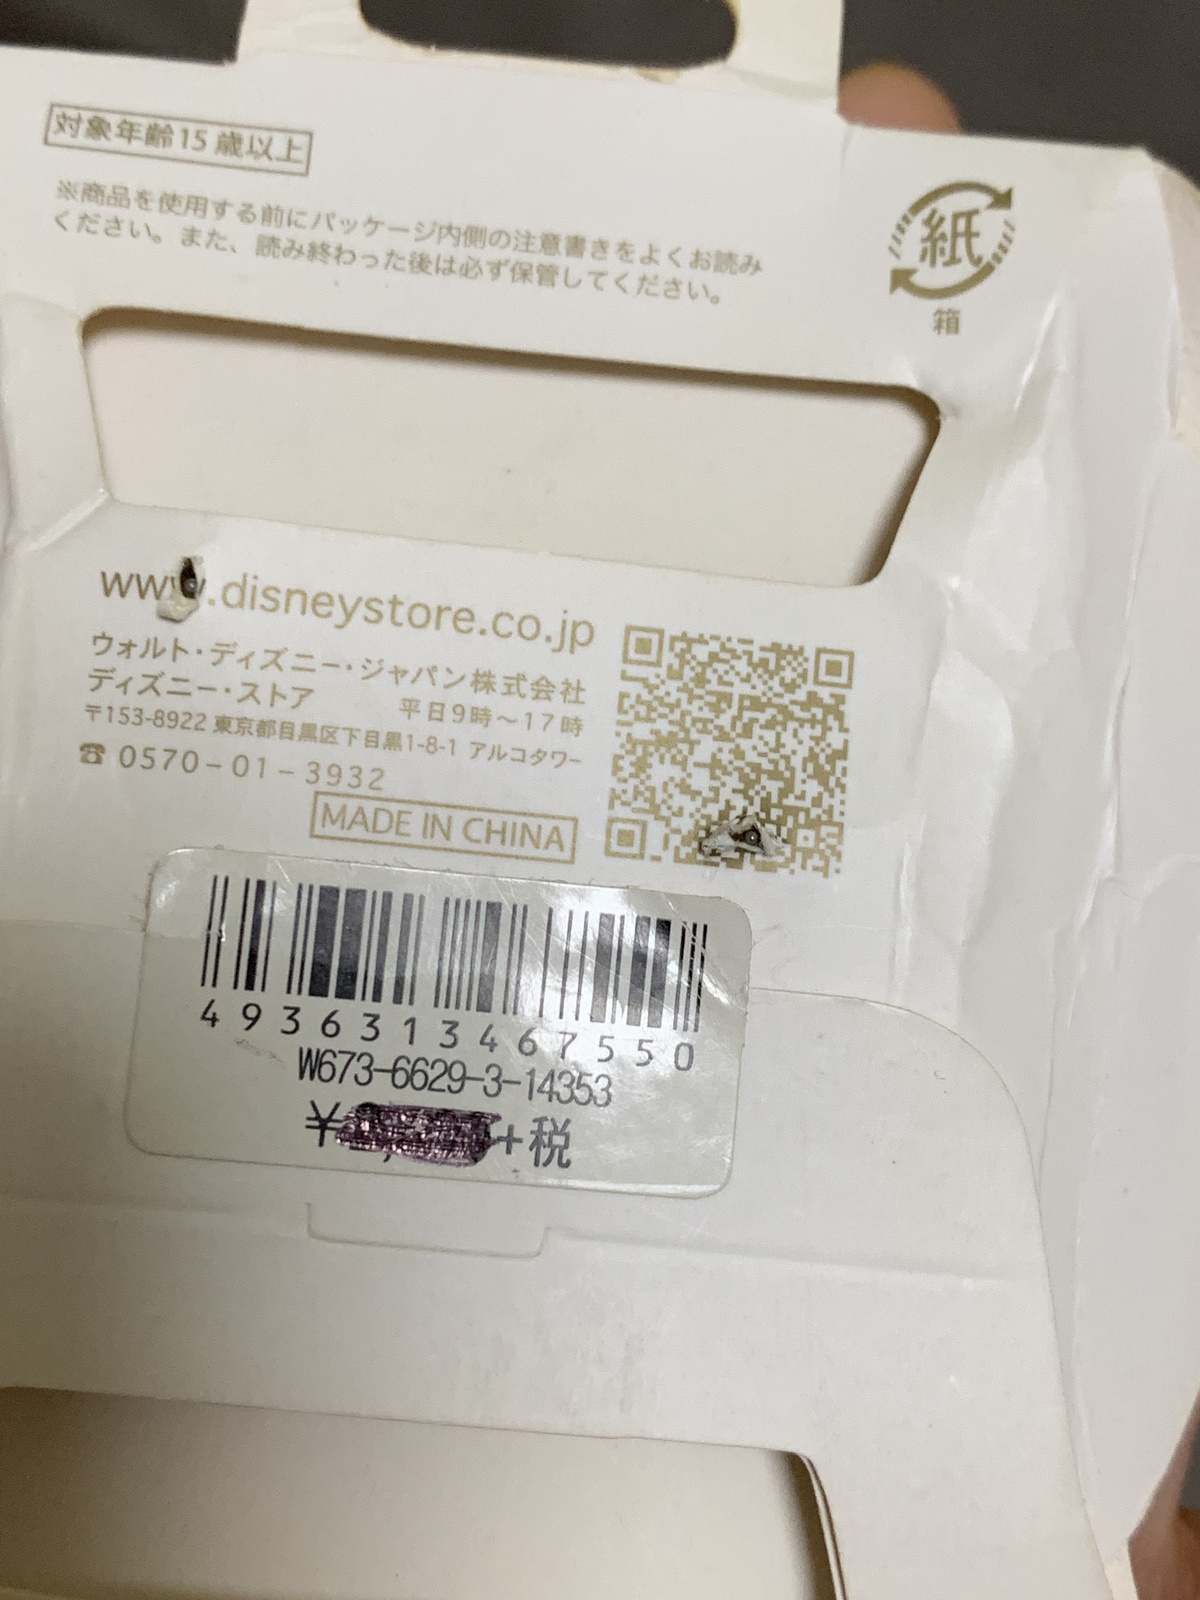 対象年齢15歳以上
※商品を使用する前にパッケージ内側の注意書きをよくお読み
ください。また、読み終わった後は必ず保管してください。
紙
箱
www.disneystore.co.jp
ウォルト・ディズニー・ジャパン株式会社
ディズニー・ストア 平日9時～17時
〒153-8922 東京都目黒区下目黒1-8-1 アルコタワー
☎ 0570-01-3932
MADE IN CHINA
4936313467550
W673-6629-3-14353
¥ +税